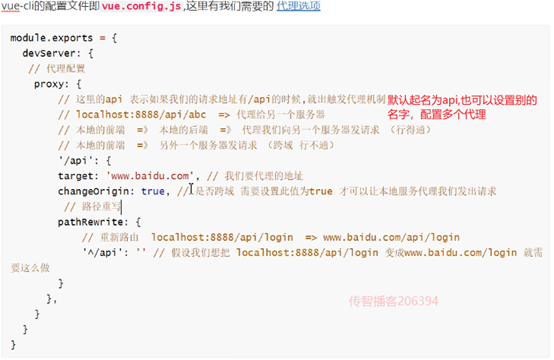 vue-cli的配置文件即vue.config.js,这里有我们需要的 代理选项
module.exports = {
devServer: {
// 代理配置
proxy: {
// 这里的api 表示如果我们的请求地址有/api的时候,就出触发代理机制
// localhost:8888/api/abc => 代理给另一个服务器
// 本地的前端 =》 本地的后端 =》 代理我们向另一个服务器发请求 （行得通）
// 本地的前端 =》 另外一个服务器发请求 （跨域 行不通）
默认起名为api,也可以设置别的
名字，配置多个代理
'/api': {
target: 'www.baidu.com', // 我们要代理的地址
changeOrigin: true, // 是否跨域 需要设置此值为true 才可以让本地服务代理我们发出请求
// 路径重写
pathRewrite: {
// 重新路由 localhost:8888/api/login => www.baidu.com/api/login
'^/api': '' // 假设我们想把 localhost:8888/api/login 变成www.baidu.com/login 就需
要这么做
}
},
}
}
}
传智播客206394